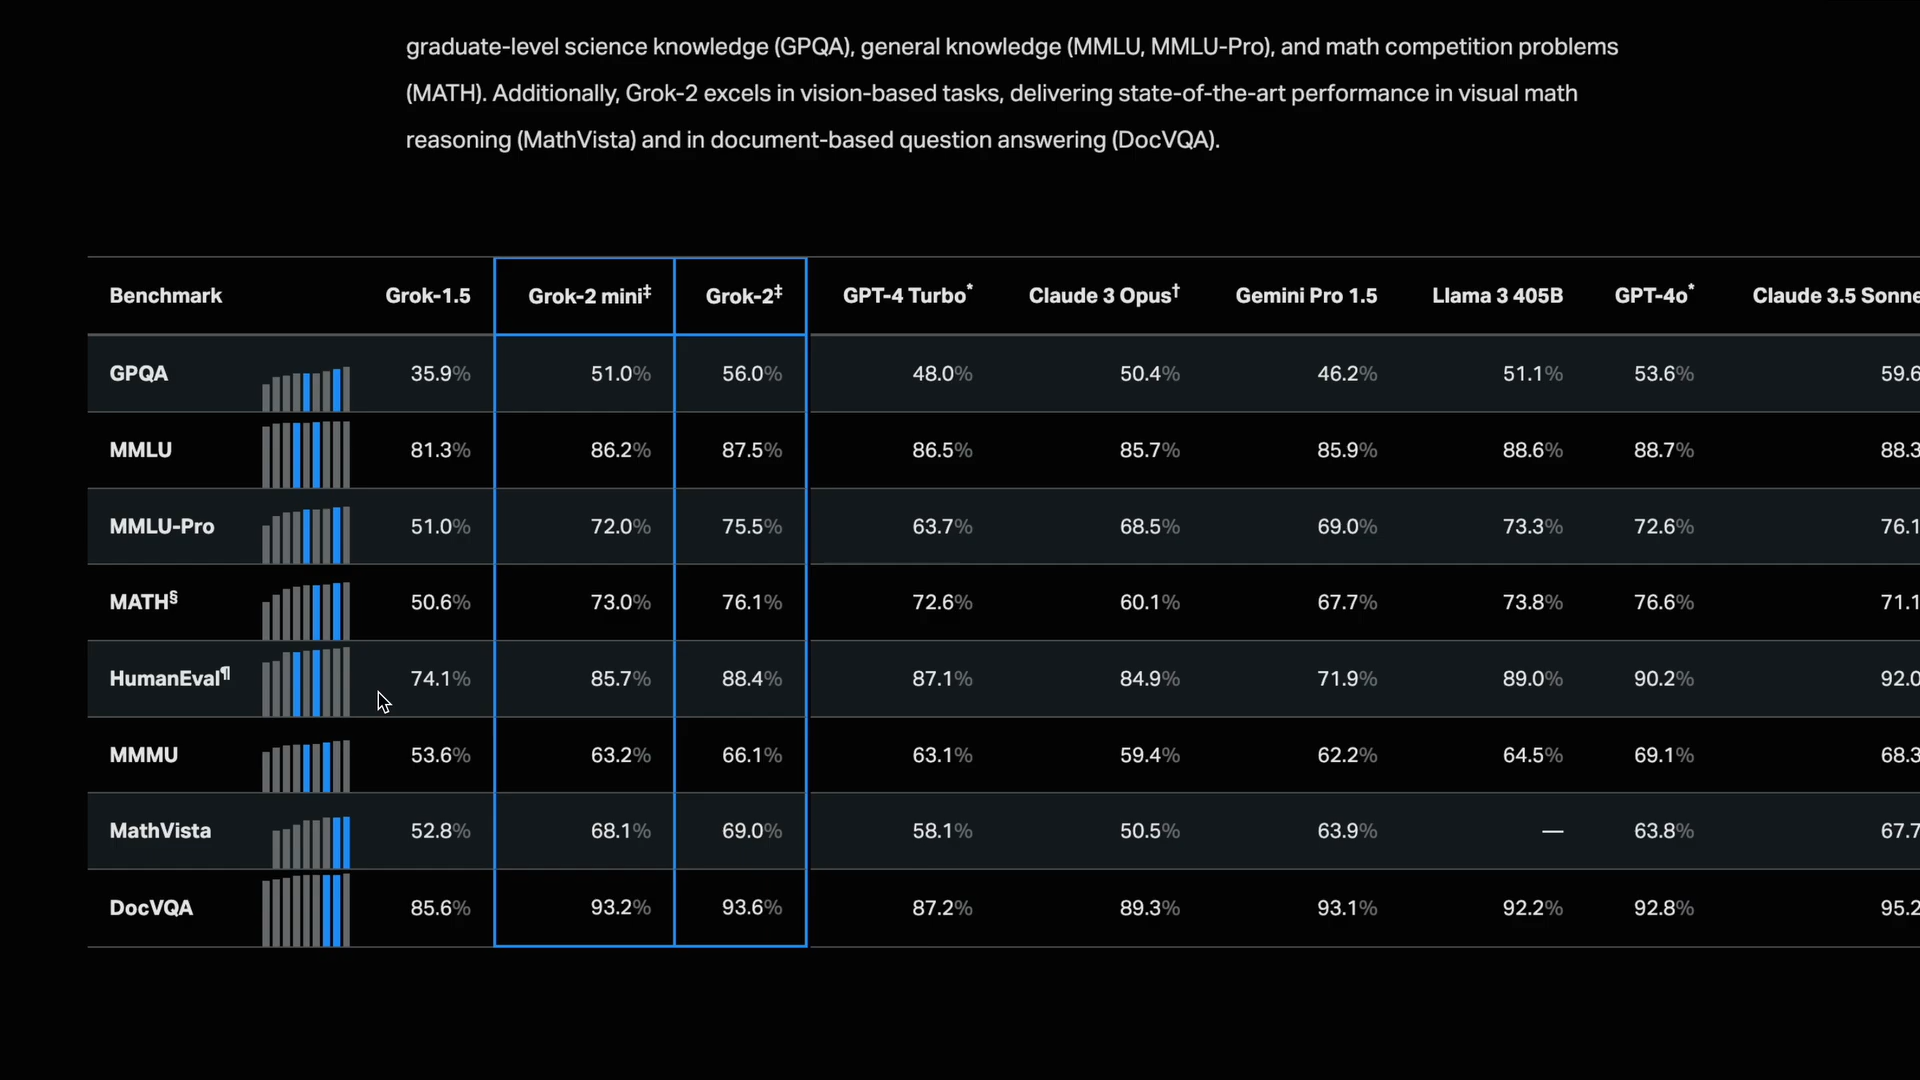 graduate-level science knowledge (GPQA), general knowledge (MMLU, MMLU-Pro), and math competition problems
(MATH). Additionally, Grok-2 excels in vision-based tasks, delivering state-of-the-art performance in visual math
reasoning (MathVista) and in document-based question answering (DocVQA).
Benchmark Grok-1.5 Grok-2 mini‡ Grok-2‡ GPT-4 Turbo* Claude 3 Opus† Gemini Pro 1.5 Llama 3 405B GPT-4o* Claude 3.5 Sonne
GPQA 35.9% 51.0% 56.0% 48.0% 50.4% 46.2% 51.1% 53.6% 59.6
MMLU 81.3% 86.2% 87.5% 86.5% 85.7% 85.9% 88.6% 88.7% 88.3
MMLU-Pro 51.0% 72.0% 75.5% 63.7% 68.5% 69.0% 73.3% 72.6% 76.1
MATH§ 50.6% 73.0% 76.1% 72.6% 60.1% 67.7% 73.8% 76.6% 71.1
HumanEval¶ 74.1% 85.7% 88.4% 87.1% 84.9% 71.9% 89.0% 90.2% 92.0
MMMU 53.6% 63.2% 66.1% 63.1% 59.4% 62.2% 64.5% 69.1% 68.3
MathVista 52.8% 68.1% 69.0% 58.1% 50.5% 63.9% — 63.8% 67.7
DocVQA 85.6% 93.2% 93.6% 87.2% 89.3% 93.1% 92.2% 92.8% 95.2